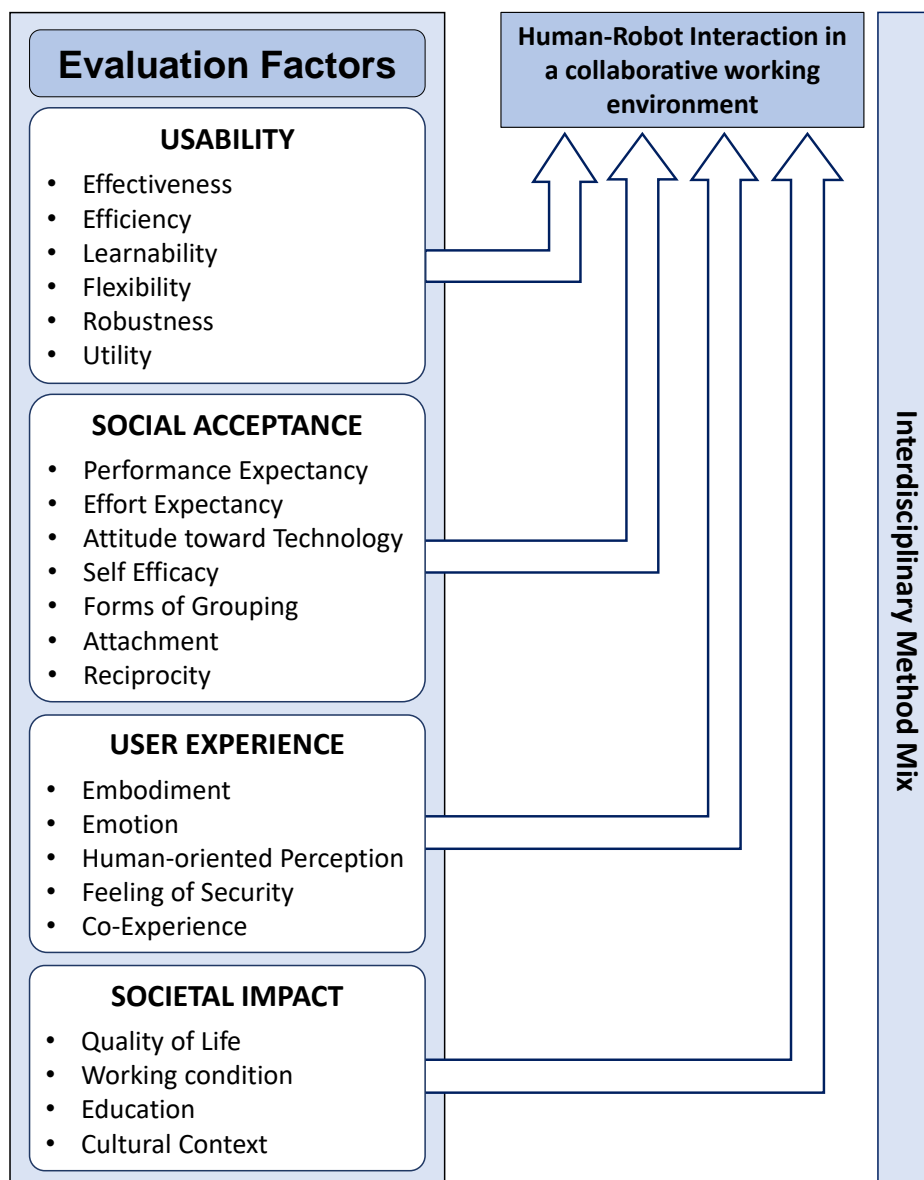 Evaluation Factors
USABILITY
• Effectiveness
• Efficiency
• Learnability
• Flexibility
• Robustness
• Utility
SOCIAL ACCEPTANCE
• Performance Expectancy
• Effort Expectancy
• Attitude toward Technology
• Self Efficacy
• Forms of Grouping
• Attachment
• Reciprocity
USER EXPERIENCE
• Embodiment
• Emotion
• Human-oriented Perception
• Feeling of Security
• Co-Experience
SOCIETAL IMPACT
• Quality of Life
• Working condition
• Education
• Cultural Context
Human-Robot Interaction in
a collaborative working
environment
Interdisciplinary Method Mix